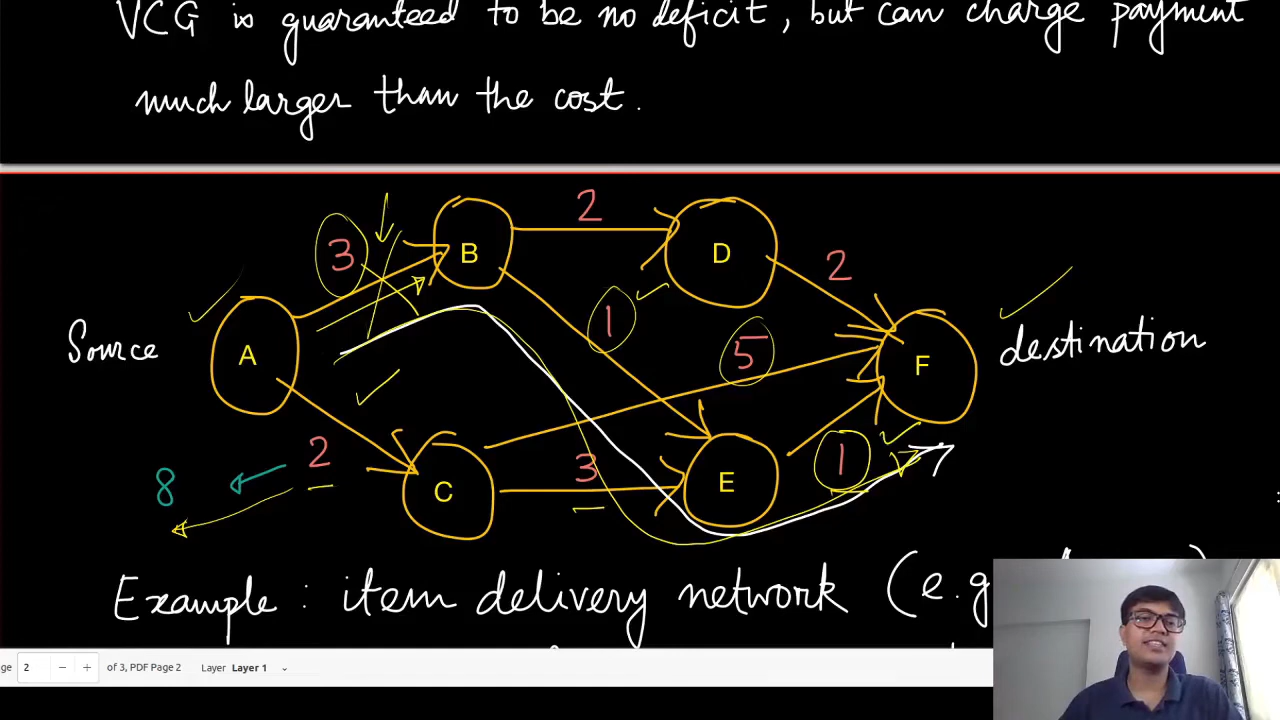 VCG is guaranteed to be no deficit, but can charge payment
much larger than the cost.
2
3
B
D
2
1
Source
A
5
F
destination
2
8
C
3
E
1
Example : item delivery network (e.g
ge 2 − + of 3, PDF Page 2 Layer Layer 1